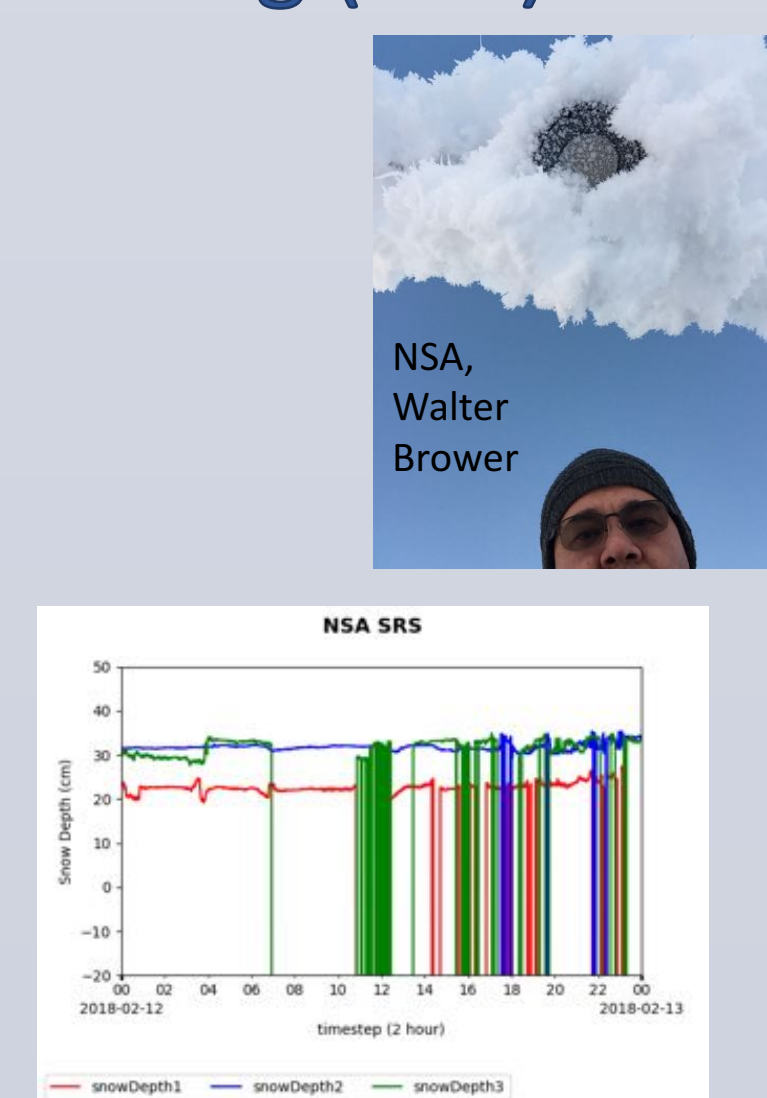 NSA,
Walter
Brower
NSA SRS
50
40
30
20
10
0
−10
−20
Snow Depth (cm)
00 02 04 06 08 10 12 14 16 18 20 22 00
2018-02-12 2018-02-13
timestep (2 hour)
snowDepth1 snowDepth2 snowDepth3